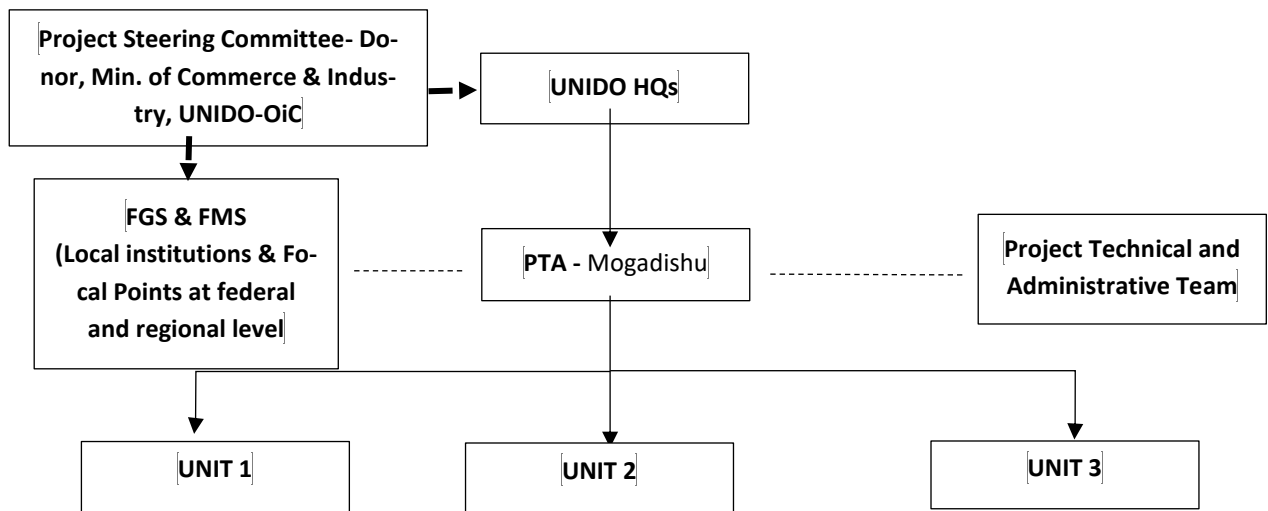 Project Steering Committee- Do-
nor, Min. of Commerce & Indus-
try, UNIDO-OiC
UNIDO HQs
FGS & FMS
(Local institutions & Fo-
cal Points at federal
and regional level
PTA - Mogadishu
Project Technical and
Administrative Team
UNIT 1
UNIT 2
UNIT 3